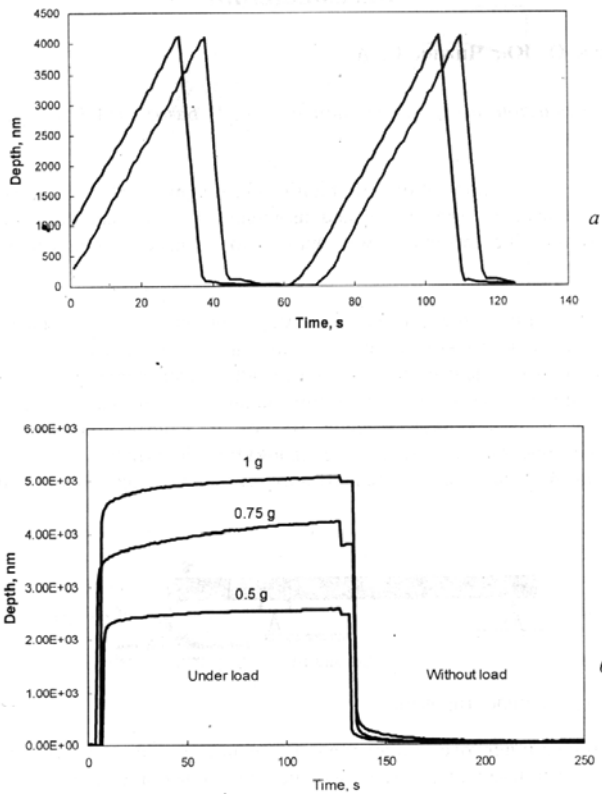 4500
4000
3500
3000
2500
2000
1500
1000
500
0
Depth, nm
0 20 40 60 80 100 120 140
Time, s
a
6.00E+03
5.00E+03
4.00E+03
3.00E+03
2.00E+03
1.00E+03
0.00E+00
Depth, nm
1 g
0.75 g
0.5 g
Under load
Without load
0 50 100 150 200 250
Time, s